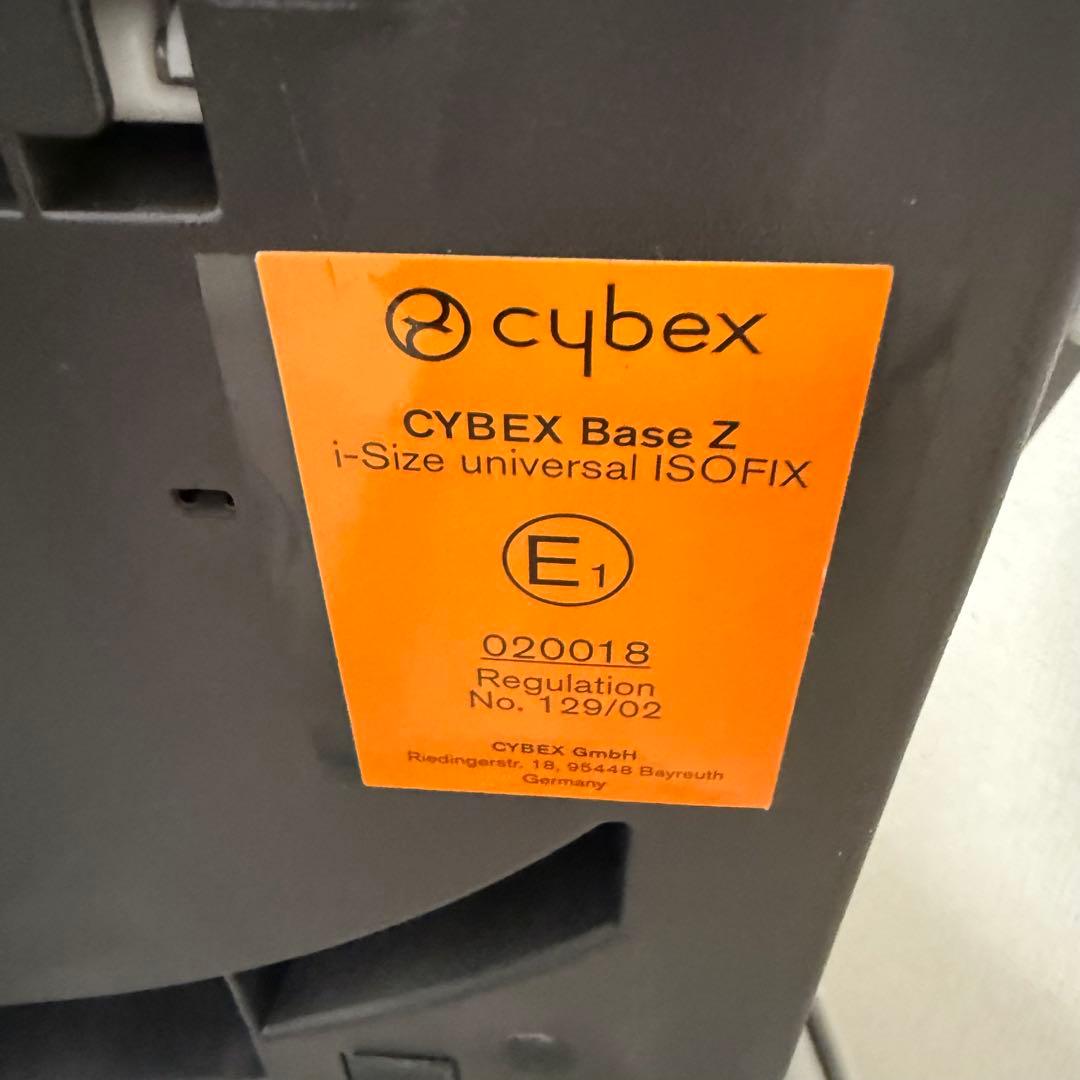 cybex
CYBEX Base Z
i-Size universal ISOFIX
E1
020018
Regulation
No. 129/02
CYBEX GmbH
Riedingerstr. 18, 95448 Bayreuth
Germany